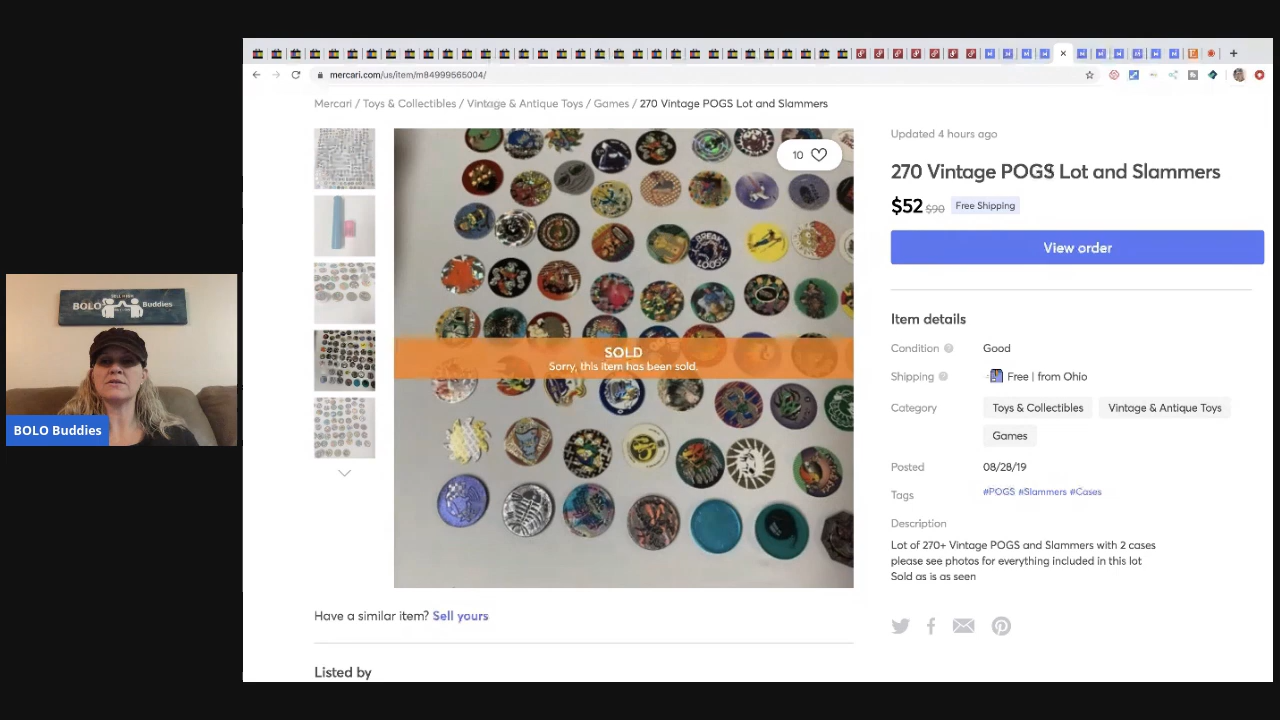 mercari.com/us/item/m84999565004/
Mercari / Toys & Collectibles / Vintage & Antique Toys / Games / 270 Vintage POGS Lot and Slammers
10
Updated 4 hours ago
270 Vintage POGS Lot and Slammers
$52 $90 Free Shipping
View order
BREAK
LOOSE
SOLD
Sorry, this item has been sold.
Item details
Condition Good
Shipping Free | from Ohio
Category Toys & Collectibles Vintage & Antique Toys
Games
Posted 08/28/19
Tags #POGS #Slammers #Cases
Description
Lot of 270+ Vintage POGS and Slammers with 2 cases
please see photos for everything included in this lot
Sold as is as seen
Have a similar item? Sell yours
Listed by
SELL HIGH
BOLO Buddies
BOLO Buddies